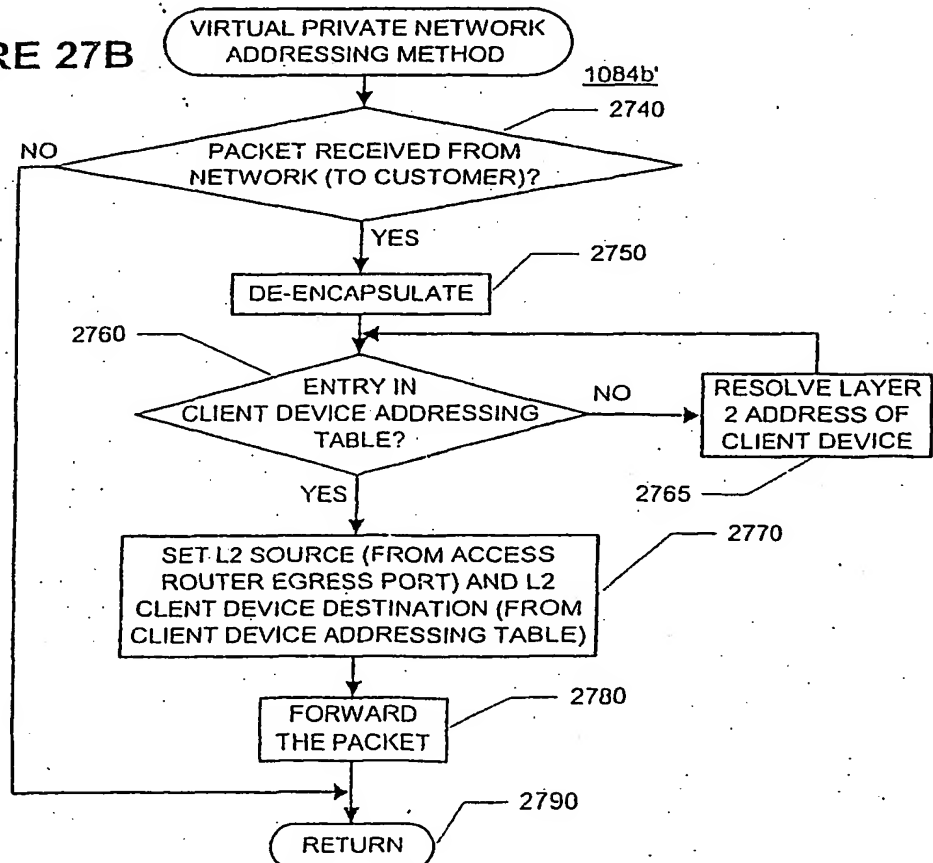 RE 27B
VIRTUAL PRIVATE NETWORK
ADDRESSING METHOD
1084b'
2740
NO
PACKET RECEIVED FROM
NETWORK (TO CUSTOMER)?
YES
2750
DE-ENCAPSULATE
2760
ENTRY IN
CLIENT DEVICE ADDRESSING
TABLE?
NO
RESOLVE LAYER
2 ADDRESS OF
CLIENT DEVICE
YES
2765
2770
SET L2 SOURCE (FROM ACCESS
ROUTER EGRESS PORT) AND L2
CLENT DEVICE DESTINATION (FROM
CLIENT DEVICE ADDRESSING TABLE)
2780
FORWARD
THE PACKET
2790
RETURN